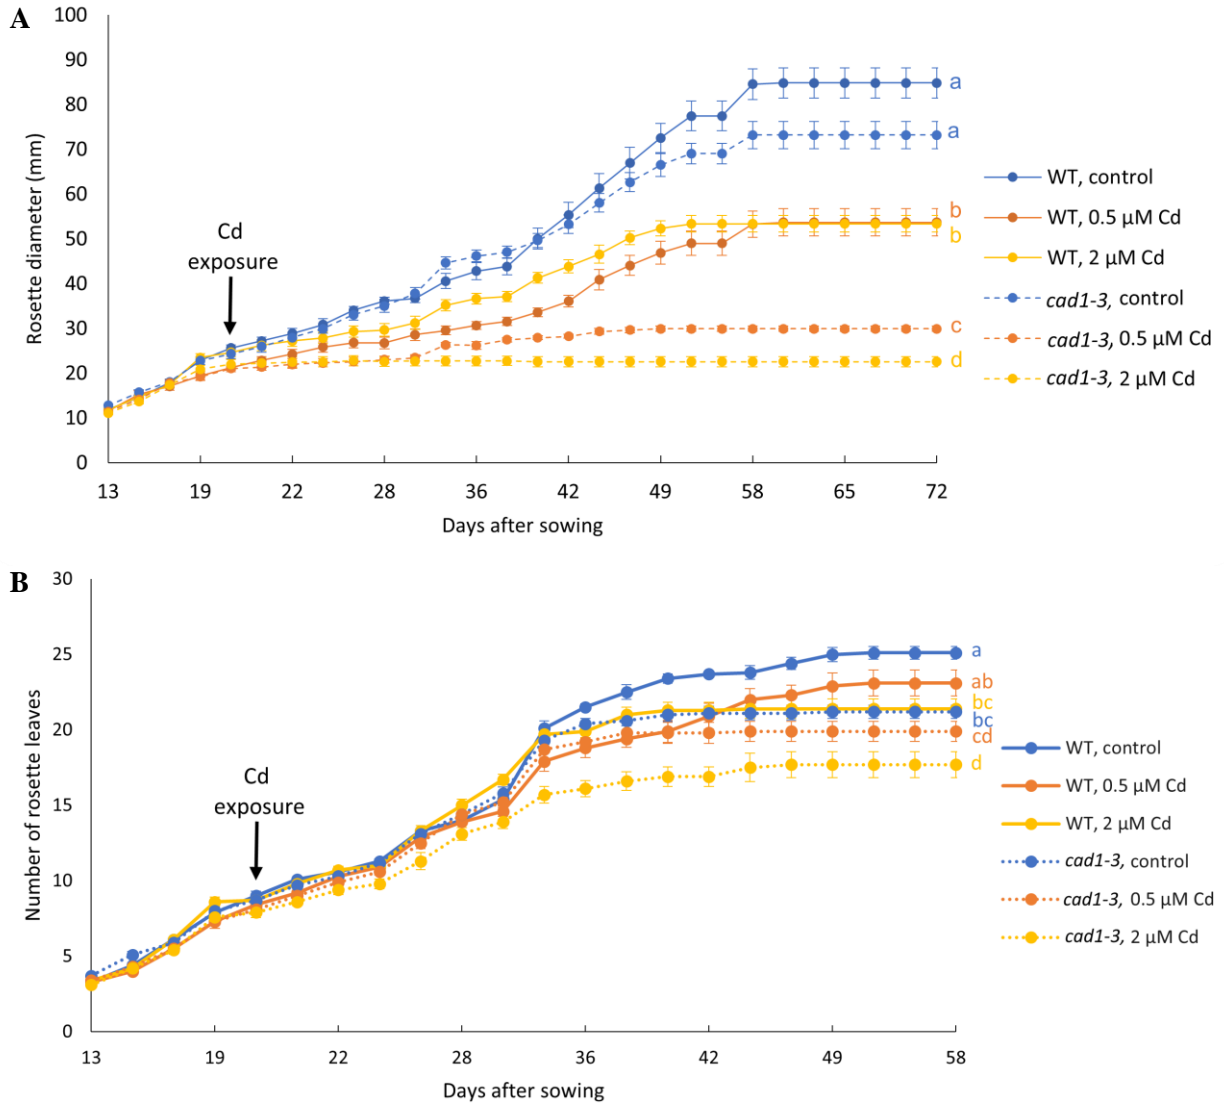 A
100
90
80
70
60
50
40
30
20
10
0
Rosette diameter (mm)
Cd
exposure
a
a
b
b
c
d
13 19 22 28 36 42 49 58 65 72
Days after sowing
WT, control
WT, 0.5 µM Cd
WT, 2 µM Cd
cad1-3, control
cad1-3, 0.5 µM Cd
cad1-3, 2 µM Cd
B
30
25
20
15
10
5
0
Number of rosette leaves
Cd
exposure
a
ab
bc
bc
cd
d
13 19 22 28 36 42 49 58
Days after sowing
WT, control
WT, 0.5 µM Cd
WT, 2 µM Cd
cad1-3, control
cad1-3, 0.5 µM Cd
cad1-3, 2 µM Cd